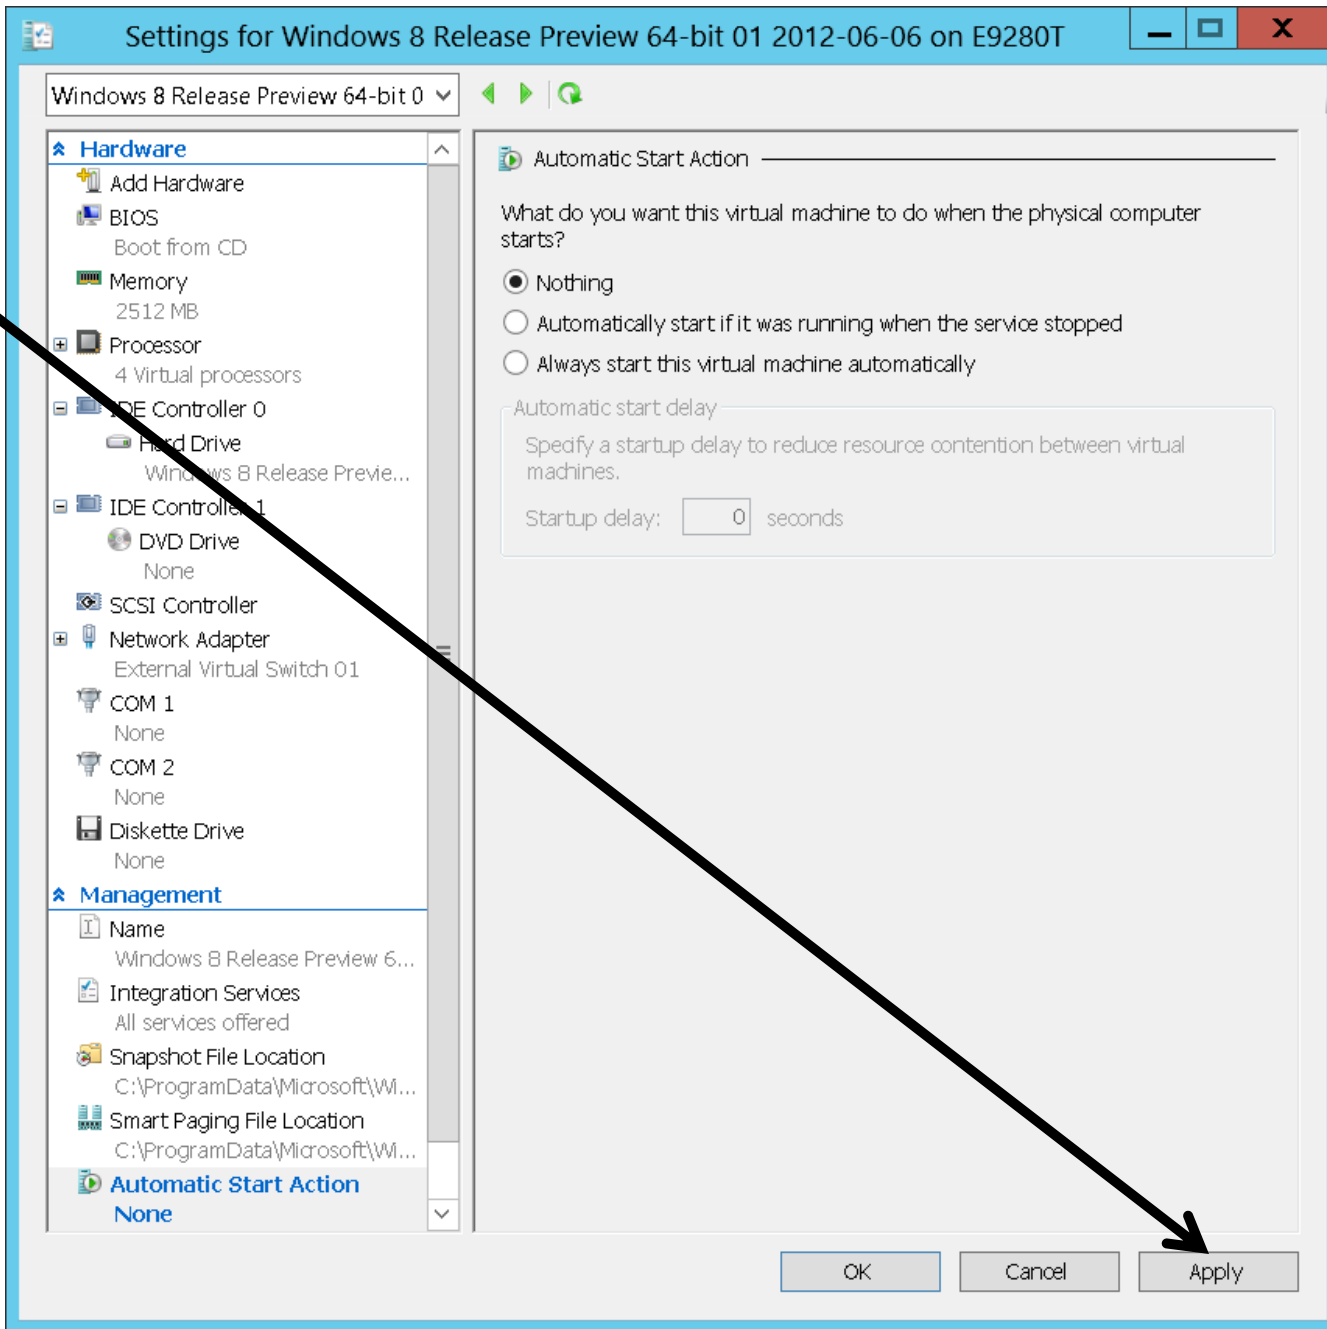 Settings for Windows 8 Release Preview 64-bit 01 2012-06-06 on E9280T
Windows 8 Release Preview 64-bit 0
Hardware
Add Hardware
BIOS
Boot from CD
Memory
2512 MB
Processor
4 Virtual processors
IDE Controller 0
Hard Drive
Windows 8 Release Previe...
IDE Controller 1
DVD Drive
None
SCSI Controller
Network Adapter
External Virtual Switch 01
COM 1
None
COM 2
None
Diskette Drive
None
Management
Name
Windows 8 Release Preview 6...
Integration Services
All services offered
Snapshot File Location
C:\ProgramData\Microsoft\Wi...
Smart Paging File Location
C:\ProgramData\Microsoft\Wi...
Automatic Start Action
None
Automatic Start Action
What do you want this virtual machine to do when the physical computer
starts?
Nothing
Automatically start if it was running when the service stopped
Always start this virtual machine automatically
Automatic start delay
Specify a startup delay to reduce resource contention between virtual
machines.
Startup delay: 0 seconds
OK Cancel Apply